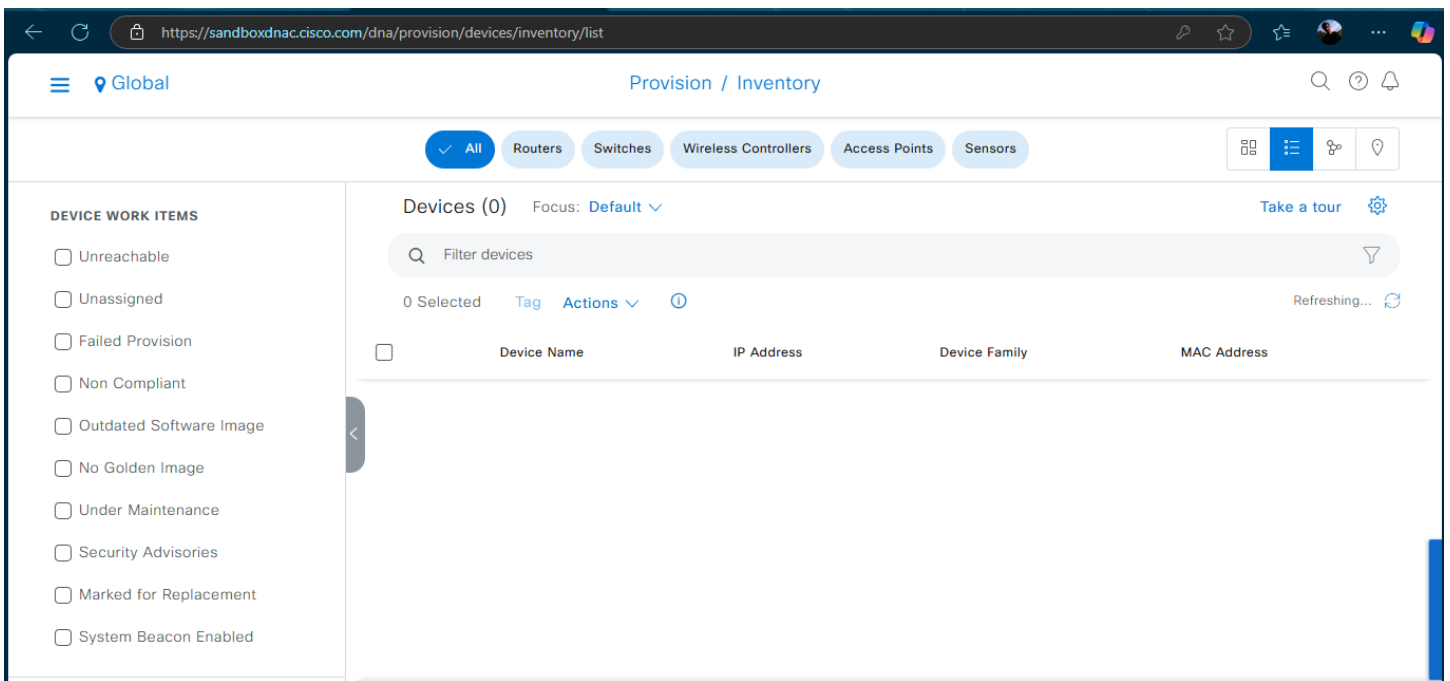 https://sandboxdnac.cisco.com/dna/provision/devices/inventory/list
Global
Provision / Inventory
All Routers Switches Wireless Controllers Access Points Sensors
DEVICE WORK ITEMS
Unreachable
Unassigned
Failed Provision
Non Compliant
Outdated Software Image
No Golden Image
Under Maintenance
Security Advisories
Marked for Replacement
System Beacon Enabled
Devices (0) Focus: Default
Take a tour
Filter devices
0 Selected Tag Actions
Refreshing...
Device Name IP Address Device Family MAC Address